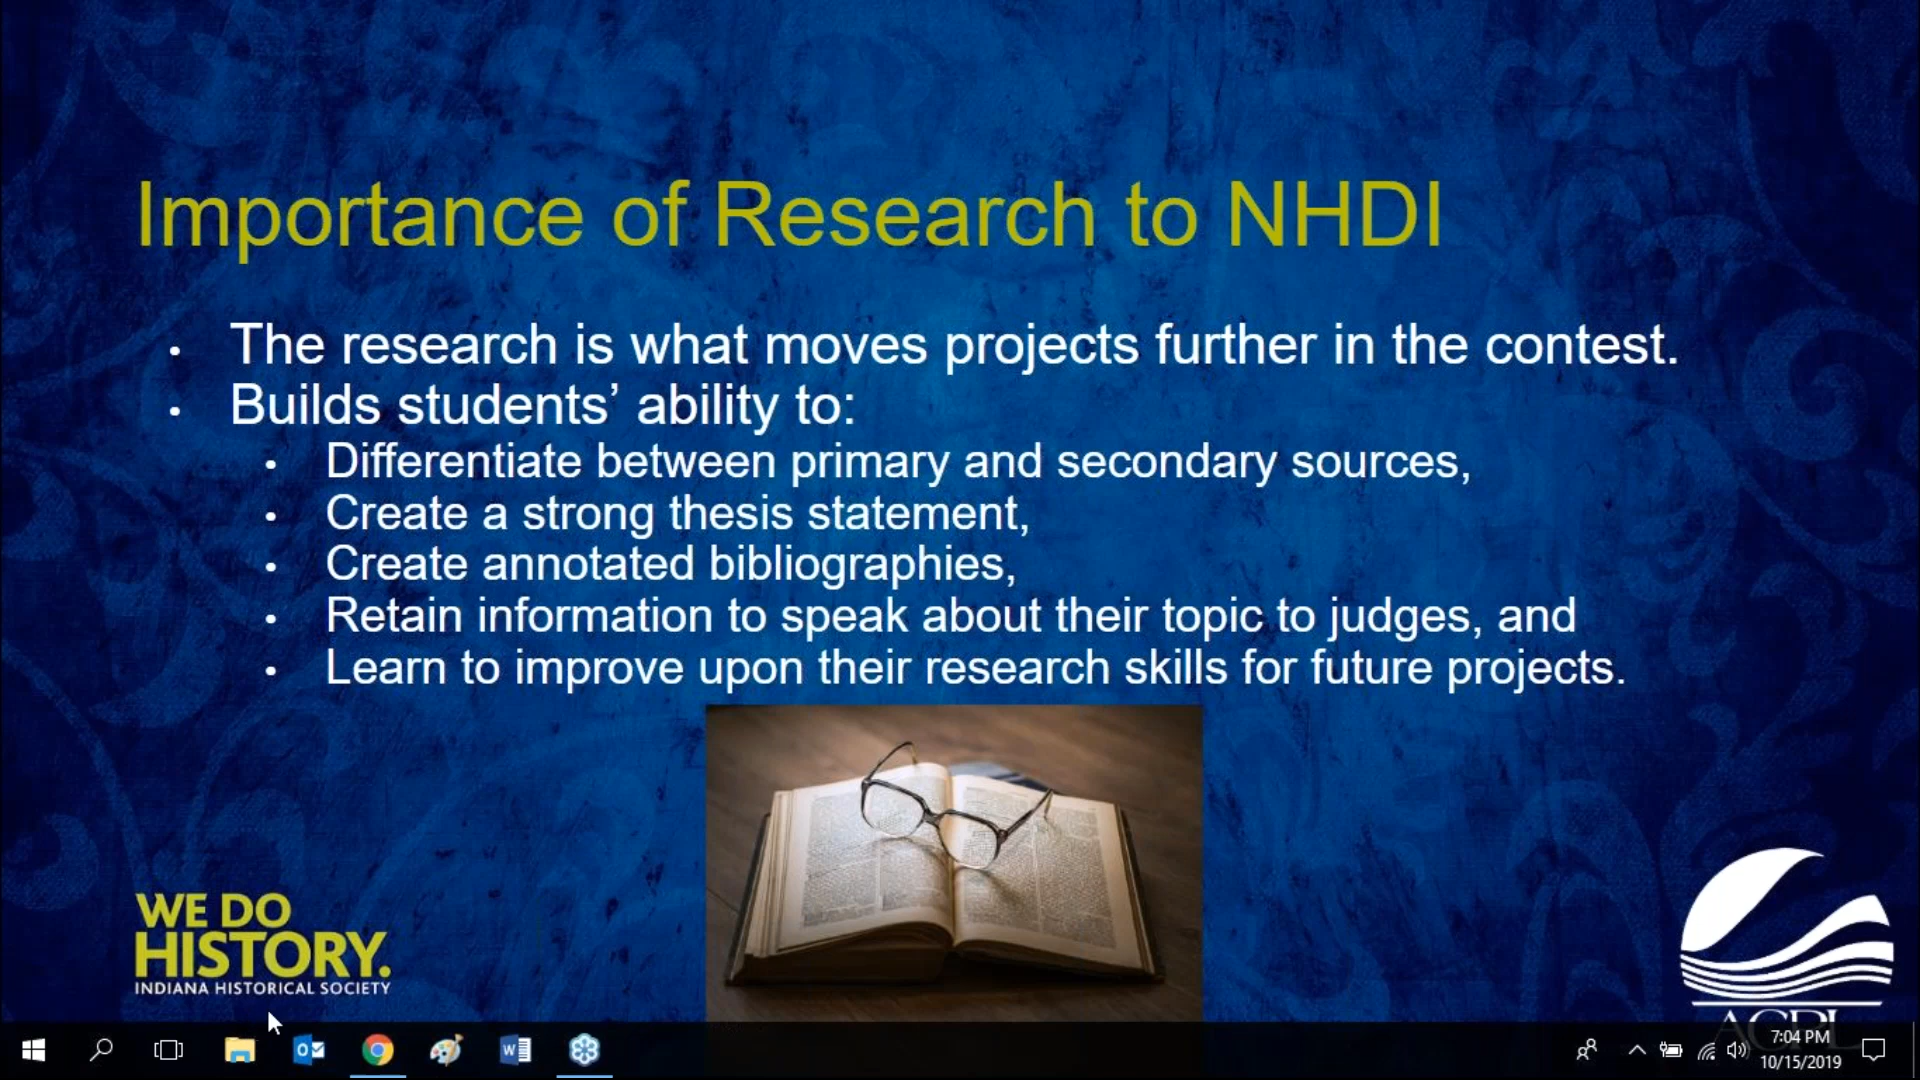 Importance of Research to NHDI
• The research is what moves projects further in the contest.
• Builds students’ ability to:
• Differentiate between primary and secondary sources,
• Create a strong thesis statement,
• Create annotated bibliographies,
• Retain information to speak about their topic to judges, and
• Learn to improve upon their research skills for future projects.
WE DO
HISTORY.
INDIANA HISTORICAL SOCIETY
ACPL
7:04 PM
10/15/2019